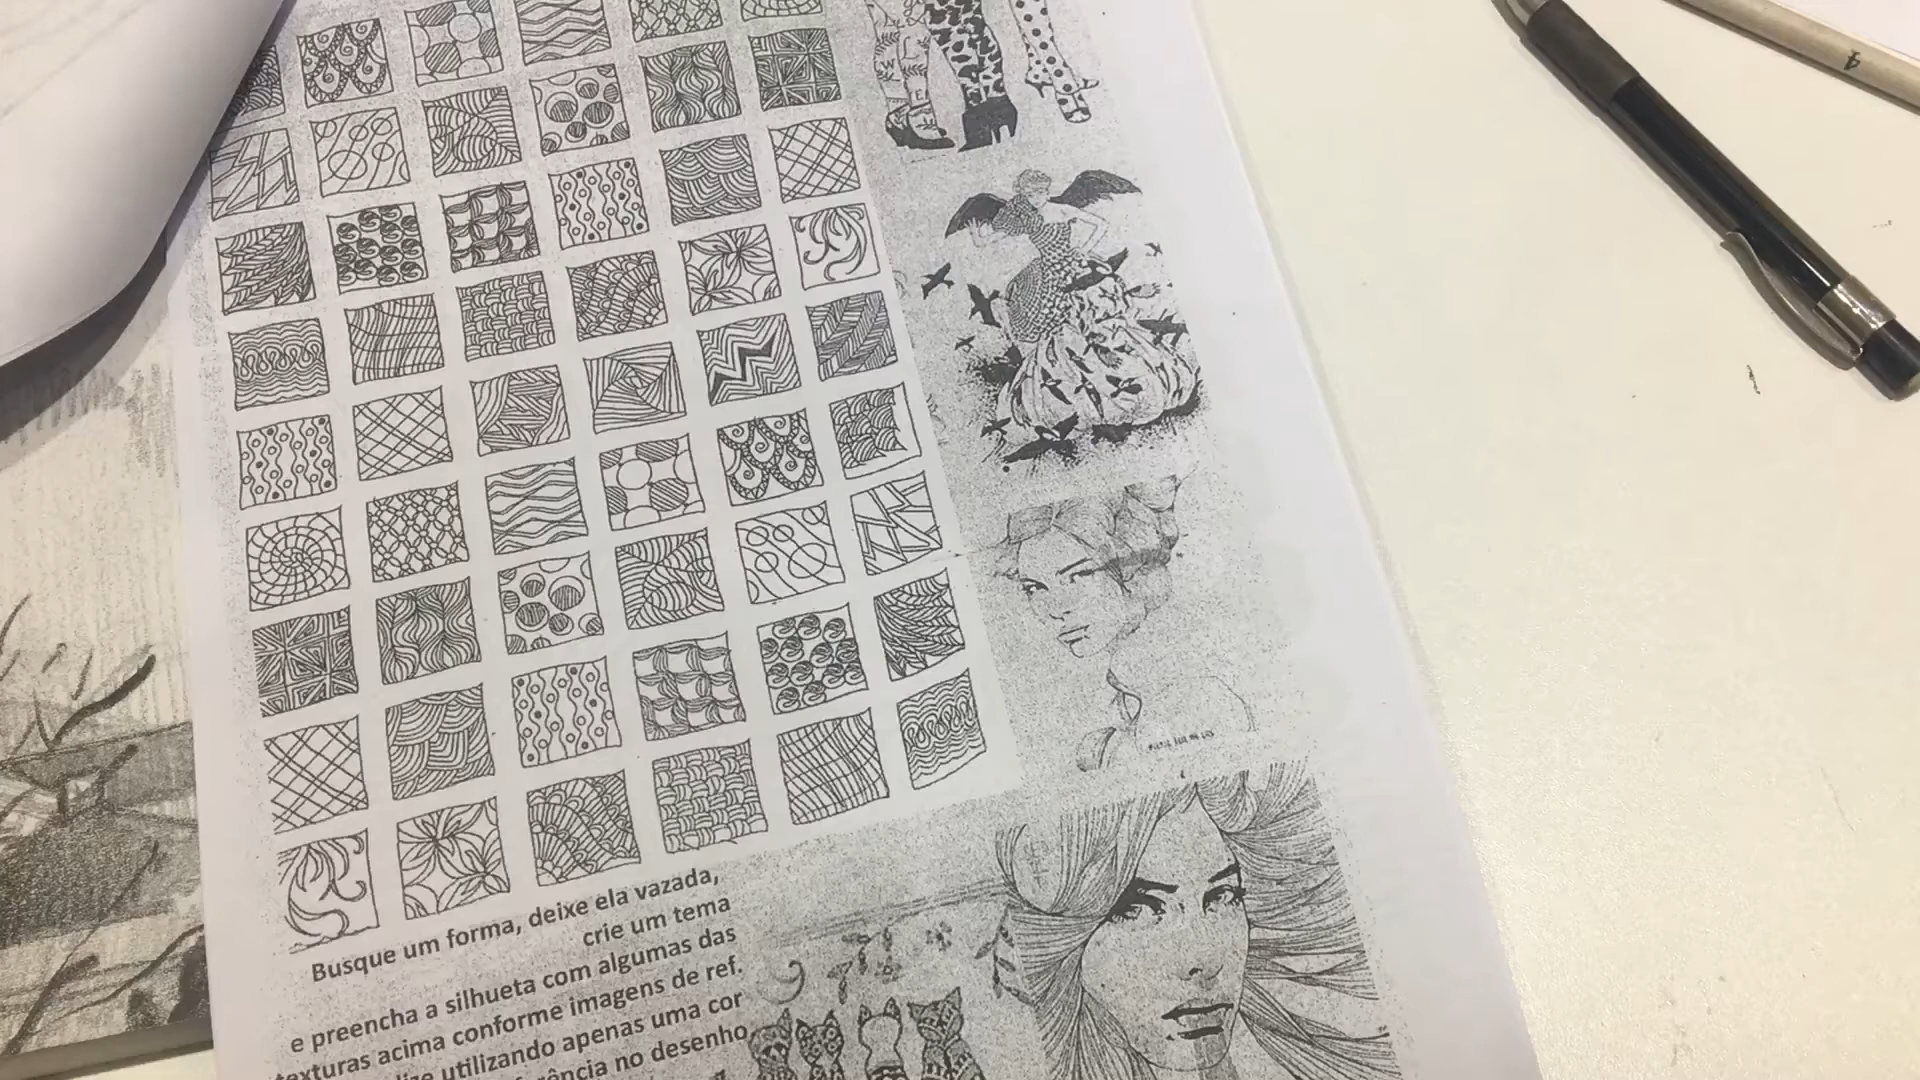 Busque um forma, deixe ela vazada,
crie um tema
e preencha a silhueta com algumas das
texturas acima conforme imagens de ref.
utilizando apenas uma cor
no desenho